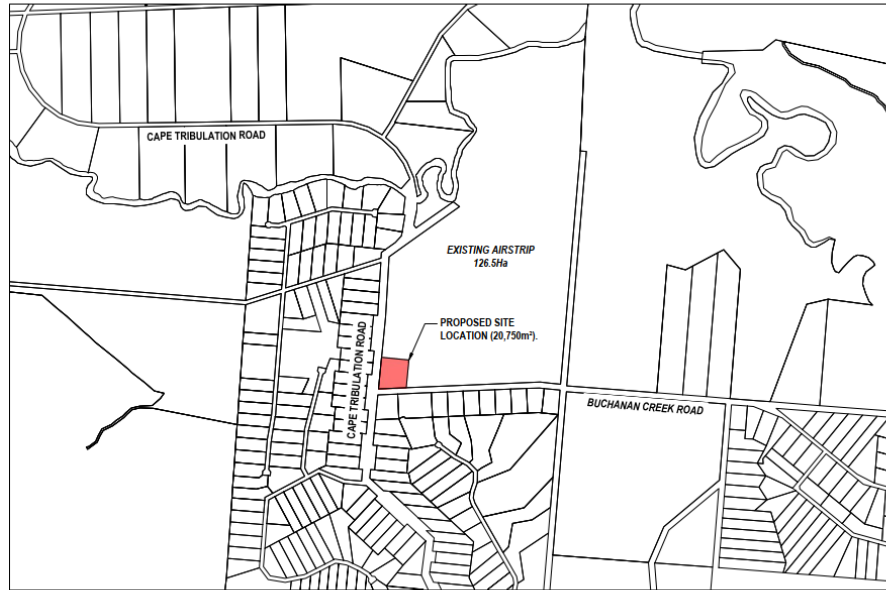 CAPE TRIBULATION ROAD
EXISTING AIRSTRIP
126.5Ha
PROPOSED SITE
LOCATION (20,750m²).
CAPE TRIBULATION ROAD
BUCHANAN CREEK ROAD